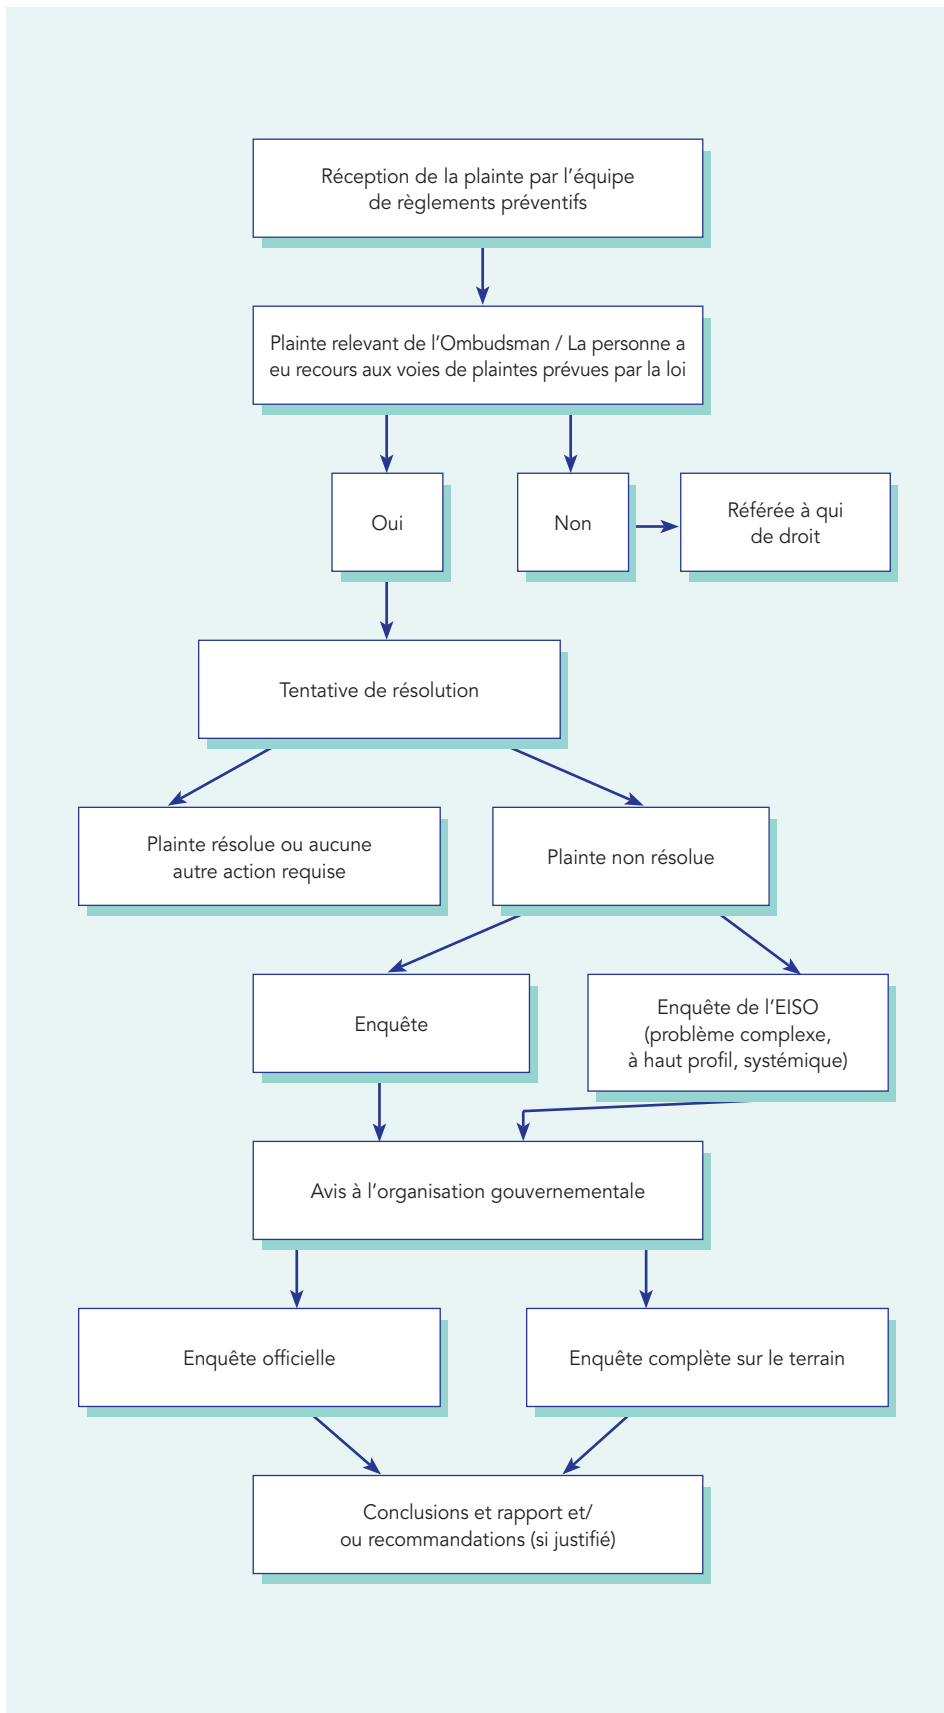 Réception de la plainte par l’équipe
de règlements préventifs
Plainte relevant de l’Ombudsman / La personne a
eu recours aux voies de plaintes prévues par la loi
Oui
Non
Référée à qui
de droit
Tentative de résolution
Plainte résolue ou aucune
autre action requise
Plainte non résolue
Enquête
Enquête de l’EISO
(problème complexe,
à haut profil, systémique)
Avis à l’organisation gouvernementale
Enquête officielle
Enquête complète sur le terrain
Conclusions et rapport et/
ou recommandations (si justifié)